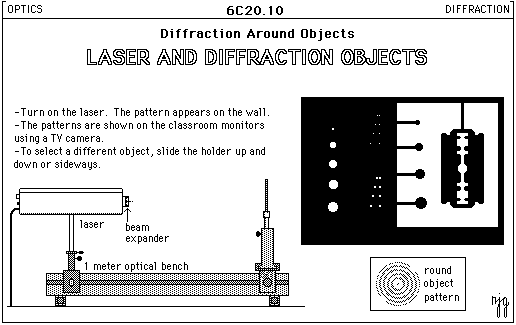 OPTICS
6C20.10
DIFFRACTION
Diffraction Around Objects
LASER AND DIFFRACTION OBJECTS
-Turn on the laser. The pattern appears on the wall.
-The patterns are shown on the classroom monitors
using a TV camera.
-To select a different object, slide the holder up and
down or sideways.
laser
beam
expander
1 meter optical bench
round
object
pattern
njg